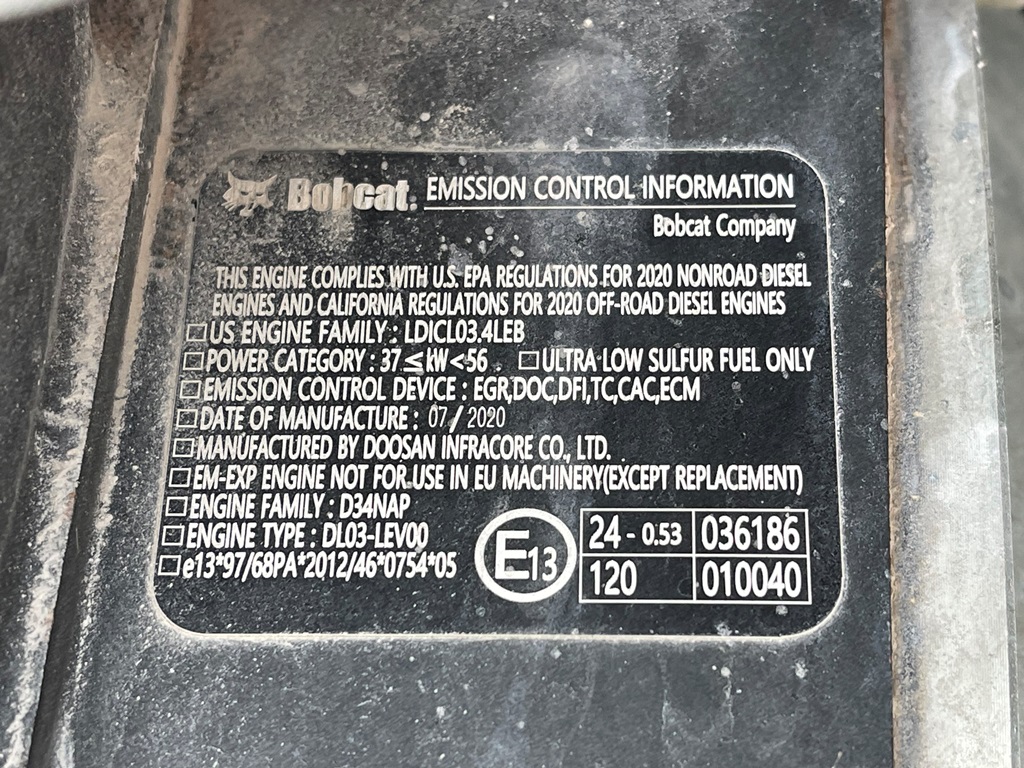 Bobcat. EMISSION CONTROL INFORMATION
Bobcat Company
THIS ENGINE COMPLIES WITH U.S. EPA REGULATIONS FOR 2020 NONROAD DIESEL
ENGINES AND CALIFORNIA REGULATIONS FOR 2020 OFF-ROAD DIESEL ENGINES
□ US ENGINE FAMILY : LDICL03.4LEB
□ POWER CATEGORY : 37 ≤ kW < 56 □ ULTRA LOW SULFUR FUEL ONLY
□ EMISSION CONTROL DEVICE : EGR,DOC,DFI,TC,CAC,ECM
□ DATE OF MANUFACTURE : 07 / 2020
□ MANUFACTURED BY DOOSAN INFRACORE CO., LTD.
□ EM-EXP ENGINE NOT FOR USE IN EU MACHINERY(EXCEPT REPLACEMENT)
□ ENGINE FAMILY : D34NAP
□ ENGINE TYPE : DL03-LEV00
□ e13*97/68PA*2012/46*0754*05
E13
24 - 0.53 036186
120 010040